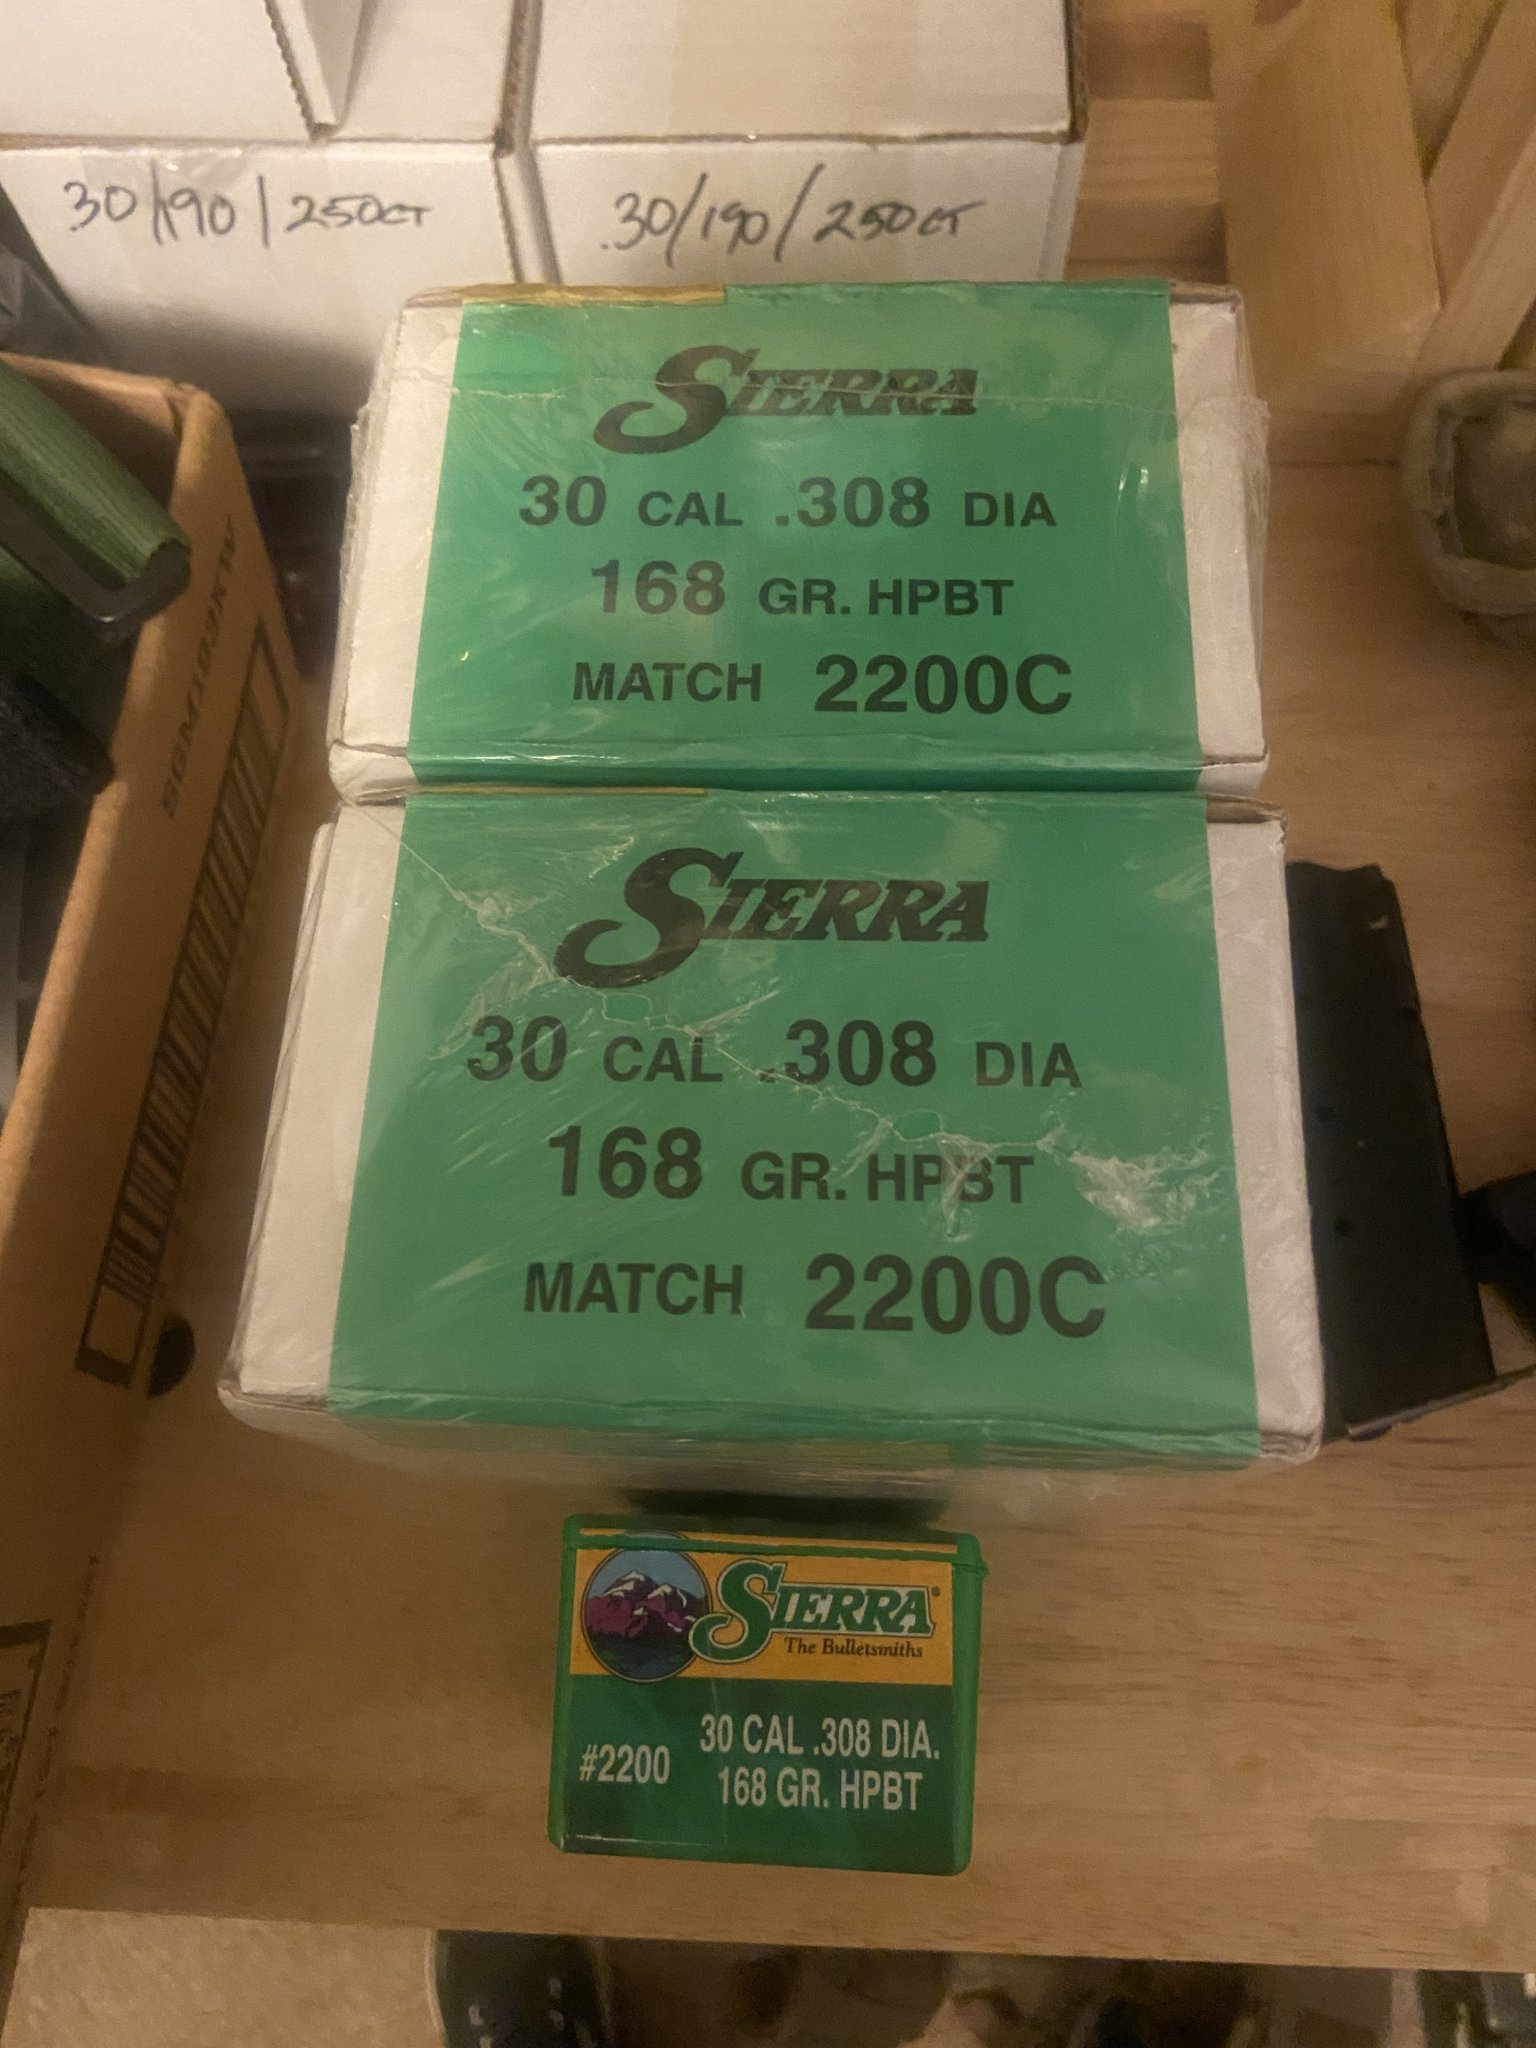 30/190/250CT
.30/190/250CT
SIERRA
30 CAL .308 DIA
168 GR. HPBT
MATCH 2200C
SIERRA
30 CAL .308 DIA
168 GR. HPBT
MATCH 2200C
SIERRA®
The Bulletsmiths
#2200
30 CAL .308 DIA.
168 GR. HPBT